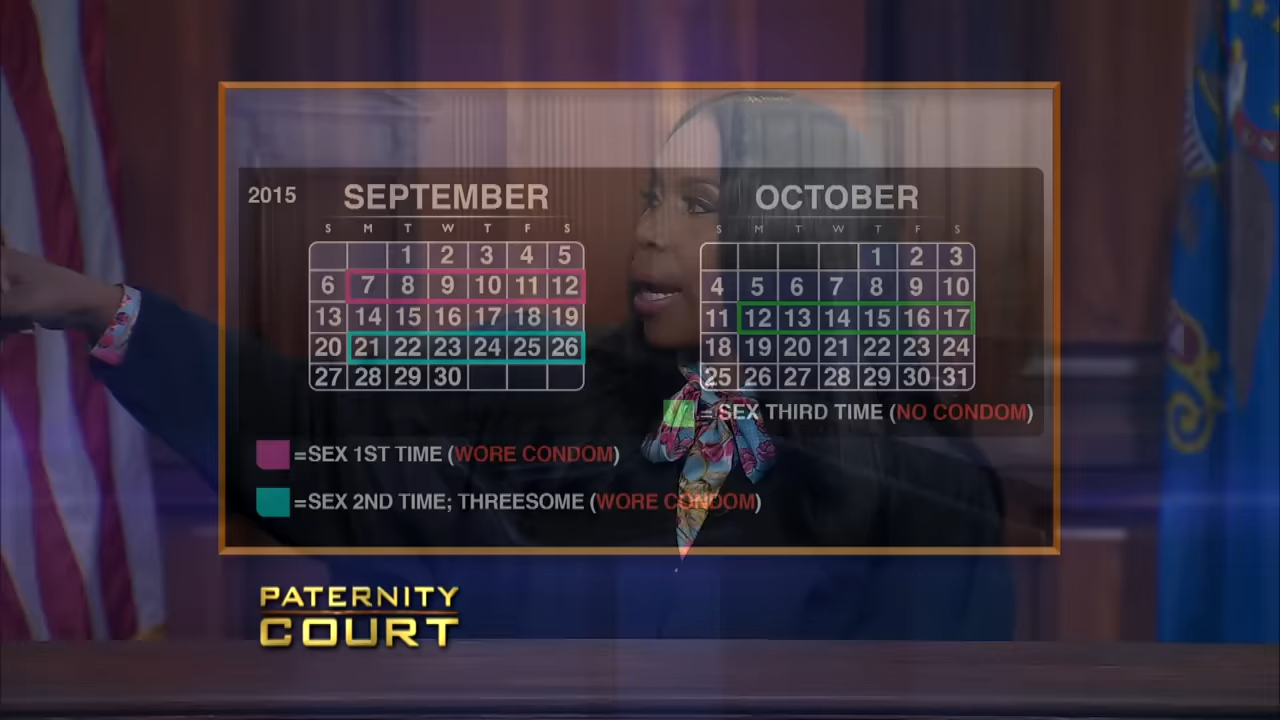 2015
SEPTEMBER
S M T W T F S
1 2 3 4 5
6 7 8 9 10 11 12
13 14 15 16 17 18 19
20 21 22 23 24 25 26
27 28 29 30
OCTOBER
S M T W T F S
1 2 3
4 5 6 7 8 9 10
11 12 13 14 15 16 17
18 19 20 21 22 23 24
25 26 27 28 29 30 31
= SEX THIRD TIME (NO CONDOM)
=SEX 1ST TIME (WORE CONDOM)
=SEX 2ND TIME; THREESOME (WORE CONDOM)
PATERNITY
COURT